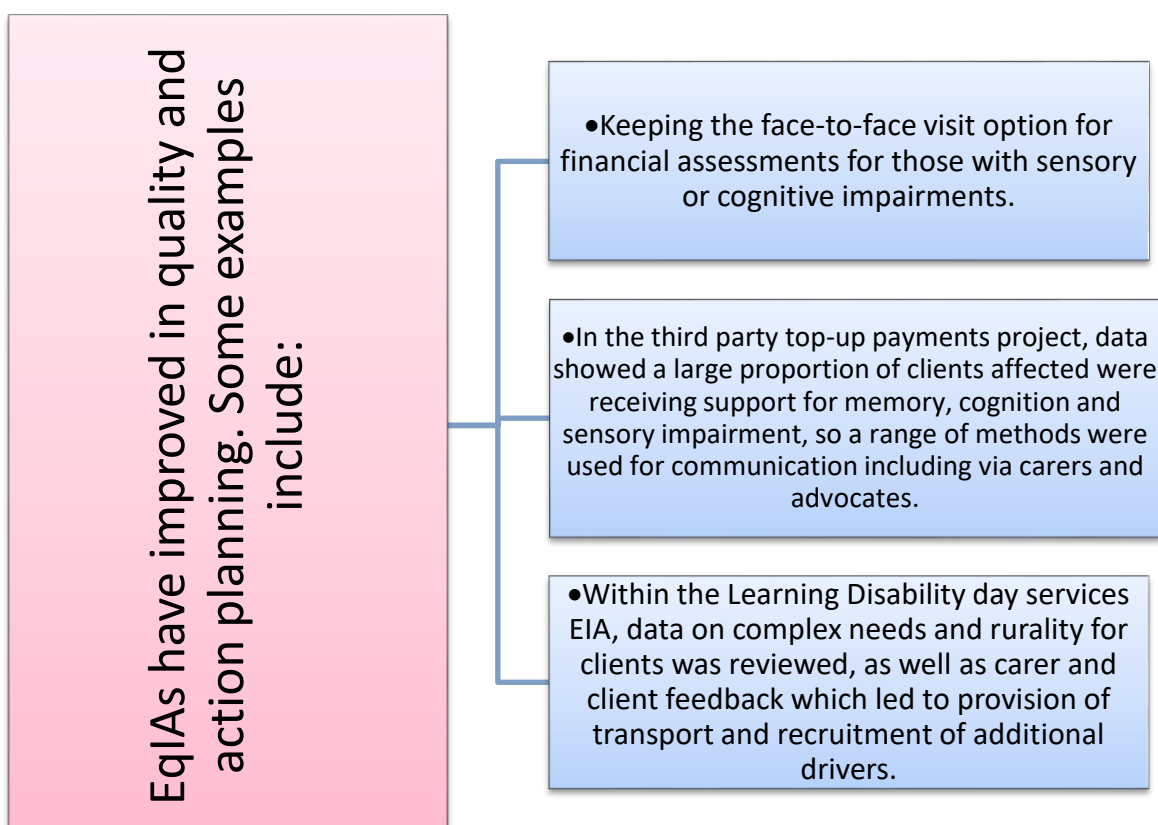 EqIAs have improved in quality and
action planning. Some examples
include:
•Keeping the face-to-face visit option for
financial assessments for those with sensory
or cognitive impairments.
•In the third party top-up payments project, data
showed a large proportion of clients affected were
receiving support for memory, cognition and
sensory impairment, so a range of methods were
used for communication including via carers and
advocates.
•Within the Learning Disability day services
EIA, data on complex needs and rurality for
clients was reviewed, as well as carer and
client feedback which led to provision of
transport and recruitment of additional
drivers.